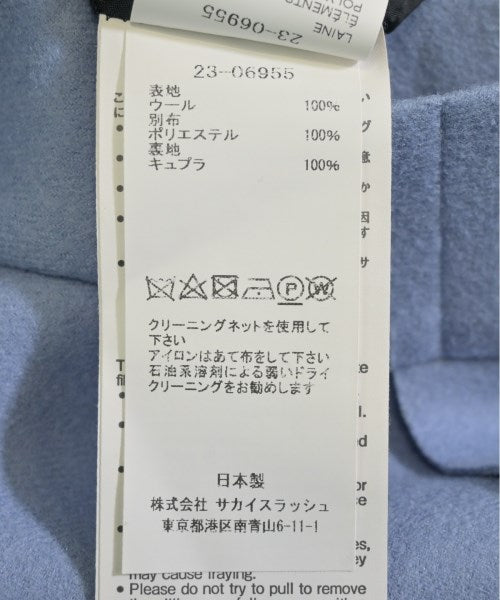 LAINE
ÉLÉMENTS
POLY
23-06955
23-06955
表地
ウール 100%
別布
ポリエステル 100%
裏地
キュプラ 100%
P W
クリーニングネットを使用して
下さい
アイロンはあて布をして下さい
石油系溶剤による弱いドライ
クリーニングをお勧めします
日本製
株式会社 サカイスラッシュ
東京都港区南青山6-11-1
may cause fraying.
• Please do not try to pull to remove